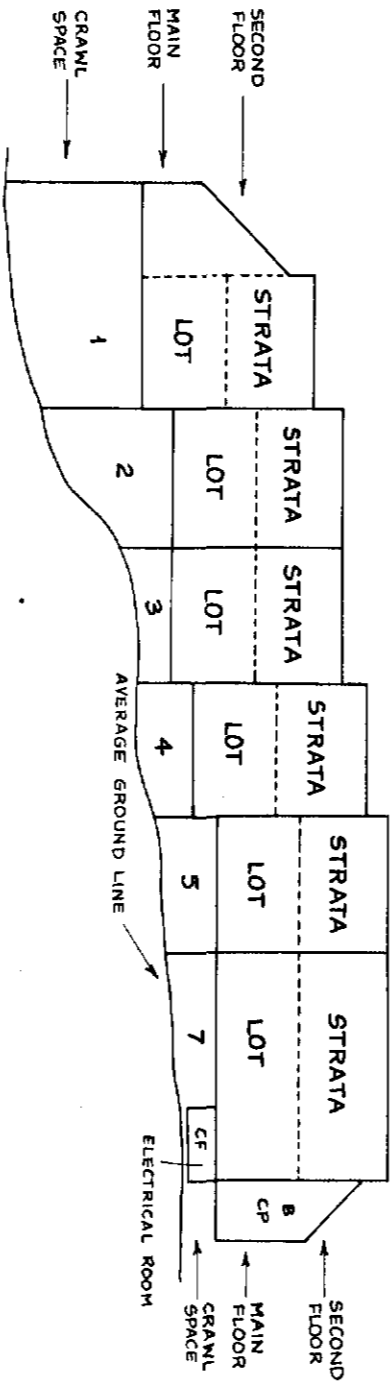 SECOND
FLOOR
MAIN
FLOOR
CRAWL
SPACE
STRATA
LOT
1
STRATA
LOT
2
STRATA
LOT
3
STRATA
LOT
4
STRATA
LOT
5
STRATA
LOT
7
AVERAGE GROUND LINE
CF
ELECTRICAL ROOM
B
CP
SECOND
FLOOR
MAIN
FLOOR
CRAWL
SPACE